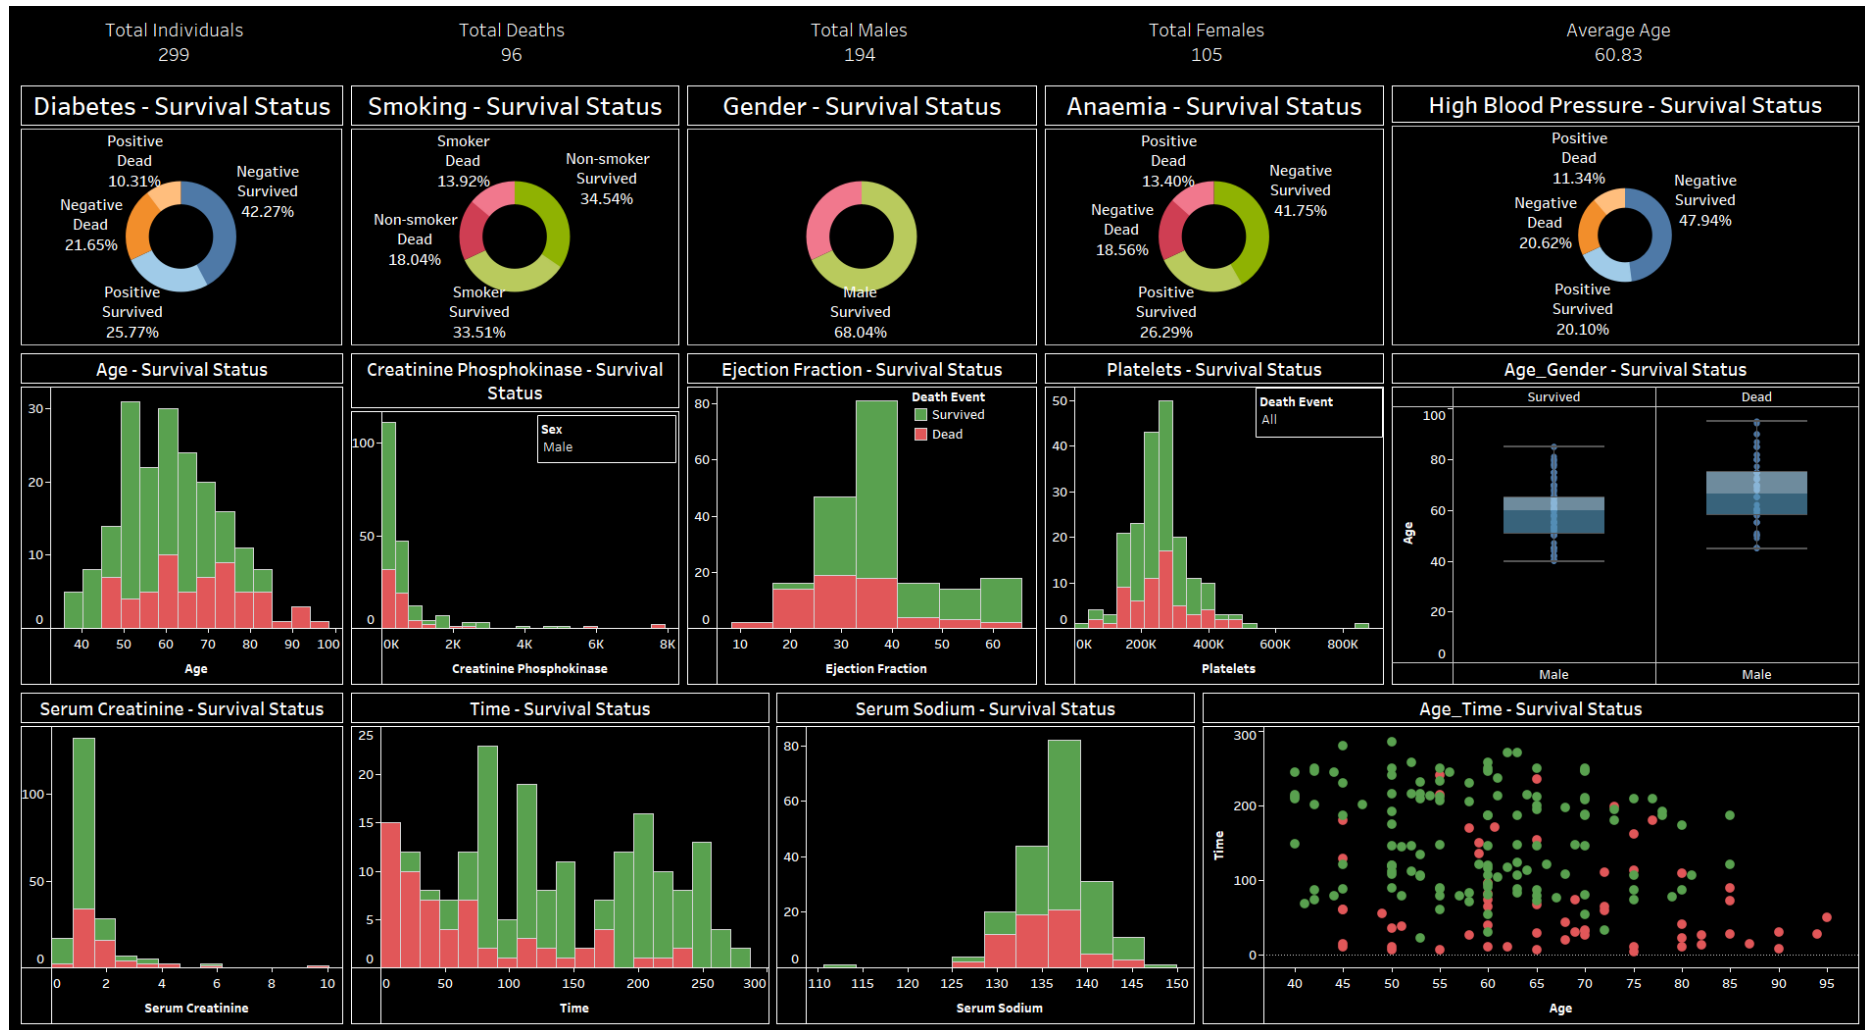 Total Individuals
299
Total Deaths
96
Total Males
194
Total Females
105
Average Age
60.83
Diabetes - Survival Status
Positive
Dead
10.31%
Negative
Survived
42.27%
Negative
Dead
21.65%
Positive
Survived
25.77%
Smoking - Survival Status
Smoker
Dead
13.92%
Non-smoker
Survived
34.54%
Non-smoker
Dead
18.04%
Smoker
Survived
33.51%
Gender - Survival Status
Male
Survived
68.04%
Anaemia - Survival Status
Positive
Dead
13.40%
Negative
Survived
41.75%
Negative
Dead
18.56%
Positive
Survived
26.29%
High Blood Pressure - Survival Status
Positive
Dead
11.34%
Negative
Survived
47.94%
Negative
Dead
20.62%
Positive
Survived
20.10%
Age - Survival Status
30
20
10
0
40 50 60 70 80 90 100
Age
Creatinine Phosphokinase - Survival
Status
Sex
Male
100
50
0
0K 2K 4K 6K 8K
Creatinine Phosphokinase
Ejection Fraction - Survival Status
Death Event
Survived
Dead
80
60
40
20
0
10 20 30 40 50 60
Ejection Fraction
Platelets - Survival Status
Death Event
All
50
40
30
20
10
0
0K 200K 400K 600K 800K
Platelets
Age_Gender - Survival Status
Survived Dead
100
80
60
40
20
0
Age
Male Male
Serum Creatinine - Survival Status
100
50
0
0 2 4 6 8 10
Serum Creatinine
Time - Survival Status
25
20
15
10
5
0
0 50 100 150 200 250 300
Time
Serum Sodium - Survival Status
80
60
40
20
0
110 115 120 125 130 135 140 145 150
Serum Sodium
Age_Time - Survival Status
300
200
100
0
Time
40 45 50 55 60 65 70 75 80 85 90 95
Age